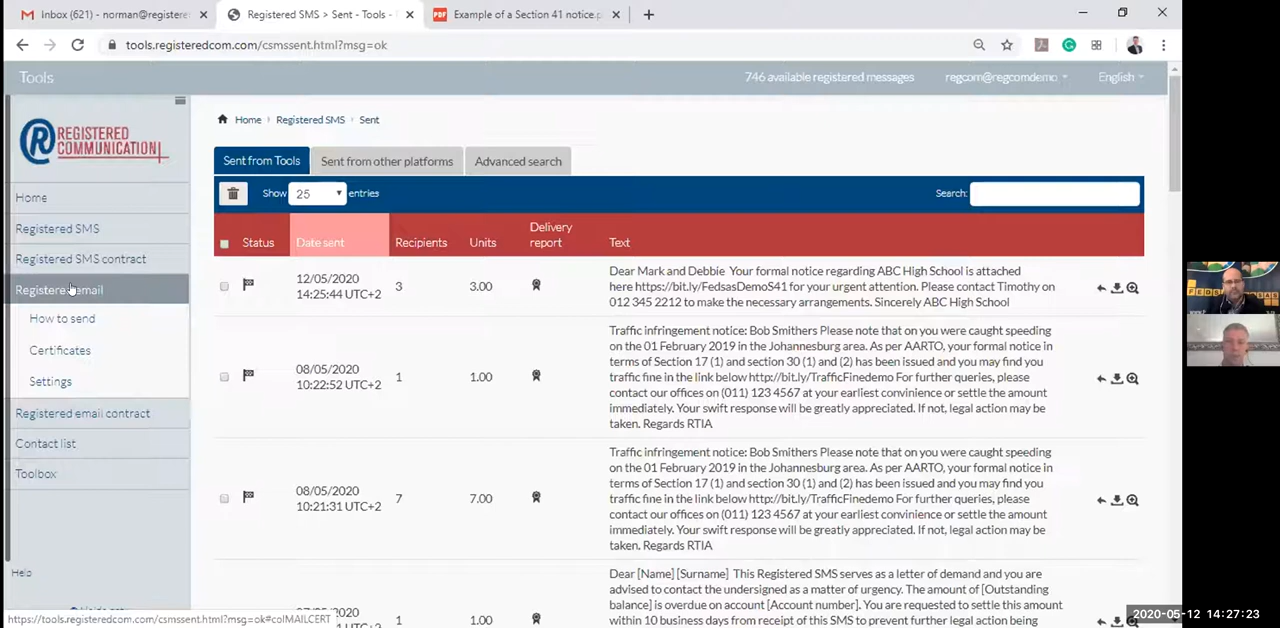 Inbox (621) - norman@registere
Registered SMS > Sent - Tools -
PDF
Example of a Section 41 notice.p
tools.registeredcom.com/csmssent.html?msg=ok
Tools
746 available registered messages
regcom@regcomdemo
English
R REGISTERED
COMMUNICATION
Home
Registered SMS
Registered SMS contract
Registered email
How to send
Certificates
Settings
Registered email contract
Contact list
Toolbox
Help
Home › Registered SMS › Sent
Sent from Tools
Sent from other platforms
Advanced search
Show 25 entries
Search:
Status
Date sent
Recipients
Units
Delivery
report
Text
12/05/2020
14:25:44 UTC+2
3
3.00
Dear Mark and Debbie Your formal notice regarding ABC High School is attached
here https://bit.ly/FedsasDemoS41 for your urgent attention. Please contact Timothy on
012 345 2212 to make the necessary arrangements. Sincerely ABC High School
08/05/2020
10:22:52 UTC+2
1
1.00
Traffic infringement notice: Bob Smithers Please note that on you were caught speeding
on the 01 February 2019 in the Johannesburg area. As per AARTO, your formal notice in
terms of Section 17 (1) and section 30 (1) and (2) has been issued and you may find you
traffic fine in the link below http://bit.ly/TrafficFinedemo For further queries, please
contact our offices on (011) 123 4567 at your earliest convinience or settle the amount
immediately. Your swift response will be greatly appreciated. If not, legal action may be
taken. Regards RTIA
08/05/2020
10:21:31 UTC+2
7
7.00
Traffic infringement notice: Bob Smithers Please note that on you were caught speeding
on the 01 February 2019 in the Johannesburg area. As per AARTO, your formal notice in
terms of Section 17 (1) and section 30 (1) and (2) has been issued and you may find you
traffic fine in the link below http://bit.ly/TrafficFinedemo For further queries, please
contact our offices on (011) 123 4567 at your earliest convinience or settle the amount
immediately. Your swift response will be greatly appreciated. If not, legal action may be
taken. Regards RTIA
1
1.00
Dear [Name] [Surname] This Registered SMS serves as a letter of demand and you are
advised to contact the undersigned as a matter of urgency. The amount of [Outstanding
balance] is overdue on account [Account number]. You are requested to settle this amount
within 10 business days from receipt of this SMS to prevent further legal action being
https://tools.registeredcom.com/csmssent.html?msg=ok#colMAILCERT
2020-05-12 14:27:23